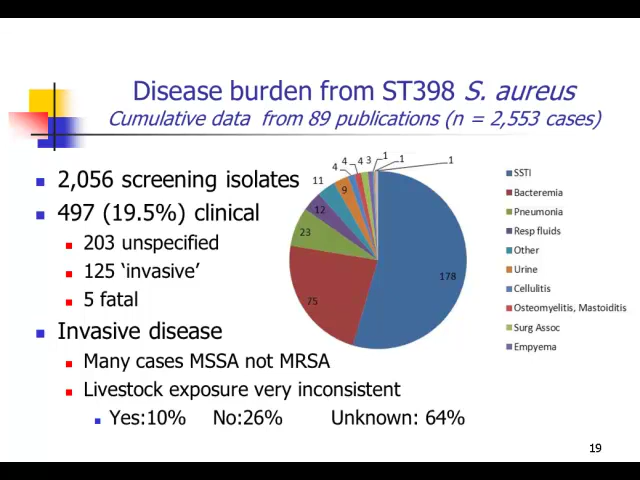 Disease burden from ST398 S. aureus
Cumulative data from 89 publications (n = 2,553 cases)
2,056 screening isolates
497 (19.5%) clinical
203 unspecified
125 ‘invasive’
5 fatal
Invasive disease
Many cases MSSA not MRSA
Livestock exposure very inconsistent
Yes:10% No:26% Unknown: 64%
178
75
23
12
11
9
4
4
4
3
1
1
1
SSTI
Bacteremia
Pneumonia
Resp fluids
Other
Urine
Cellulitis
Osteomyelitis, Mastoiditis
Surg Assoc
Empyema
19